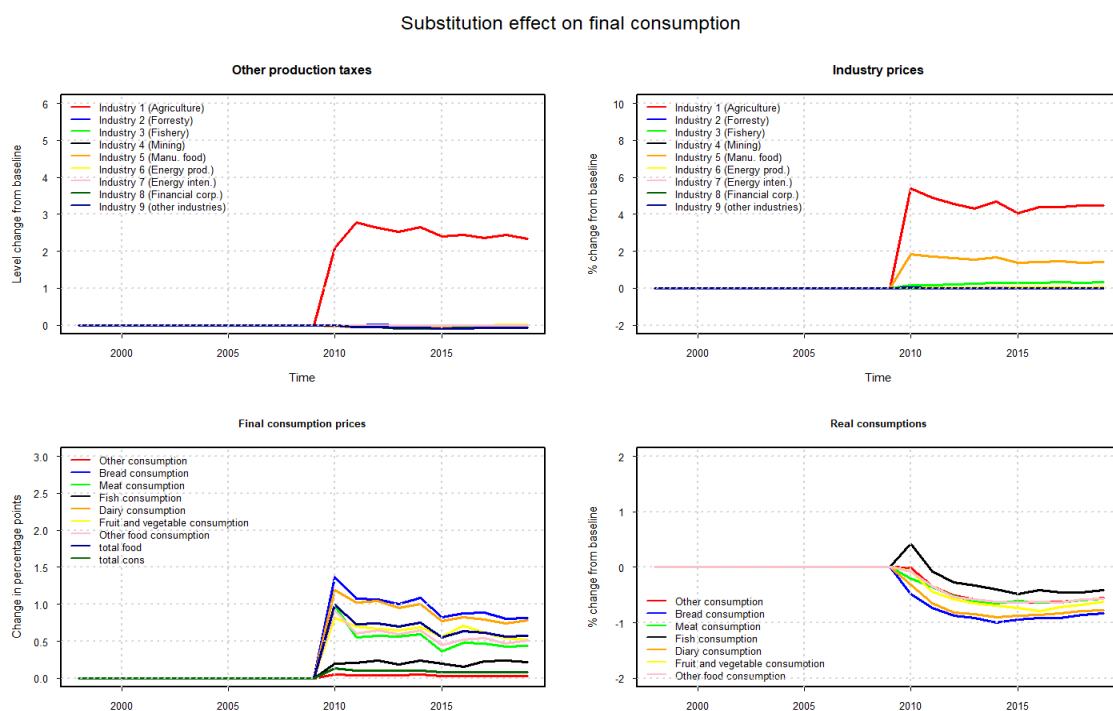 Substitution effect on final consumption
Other production taxes
Level change from baseline
6
5
4
3
2
1
0
Industry 1 (Agriculture)
Industry 2 (Forresty)
Industry 3 (Fishery)
Industry 4 (Mining)
Industry 5 (Manu. food)
Industry 6 (Energy prod.)
Industry 7 (Energy inten.)
Industry 8 (Financial corp.)
Industry 9 (other industries)
2000 2005 2010 2015
Time
Industry prices
% change from baseline
10
8
6
4
2
0
-2
Industry 1 (Agriculture)
Industry 2 (Forresty)
Industry 3 (Fishery)
Industry 4 (Mining)
Industry 5 (Manu. food)
Industry 6 (Energy prod.)
Industry 7 (Energy inten.)
Industry 8 (Financial corp.)
Industry 9 (other industries)
2000 2005 2010 2015
Time
Final consumption prices
Change in percentage points
3.0
2.5
2.0
1.5
1.0
0.5
0.0
Other consumption
Bread consumption
Meat consumption
Fish consumption
Dairy consumption
Fruit and vegetable consumption
Other food consumption
total food
total cons
2000 2005 2010 2015
Real consumptions
% change from baseline
2
1
0
-1
-2
Other consumption
Bread consumption
Meat consumption
Fish consumption
Diary consumption
Fruit and vegetable consumption
Other food consumption
2000 2005 2010 2015